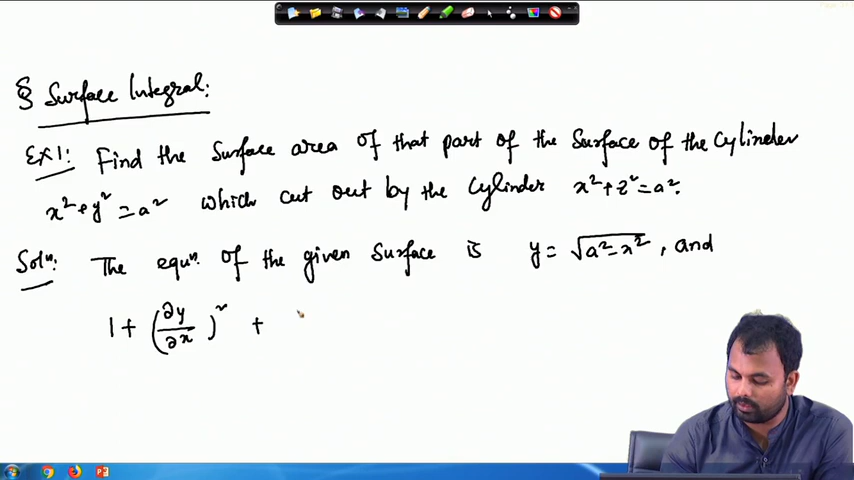 § Surface Integral:
Ex1: Find the Surface area of that part of the Surface of the Cylinder
x²+y²=a² which cut out by the Cylinder x²+z²=a².
Solⁿ: The equⁿ. of the given Surface is y = √(a²-x²), and
1 + (∂y/∂x)² +